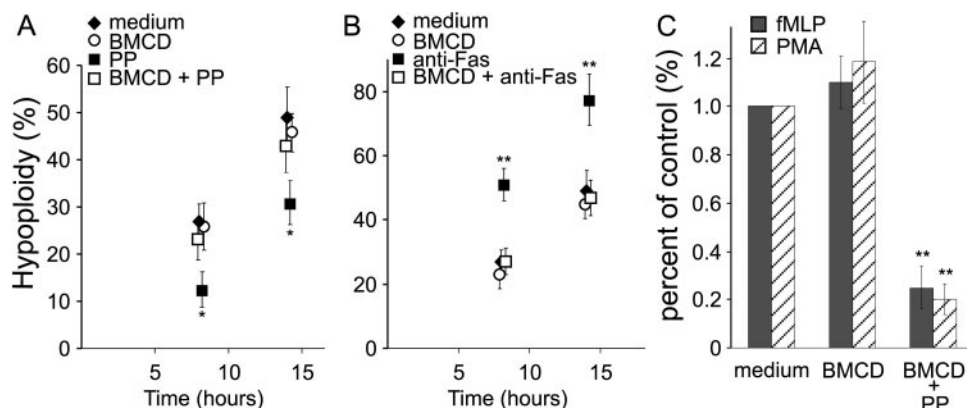 A
medium
BMCD
PP
BMCD + PP
Hypoploidy (%)
60
50
40
30
20
10
0
*
*
5
10
15
Time (hours)
B
medium
BMCD
anti-Fas
BMCD + anti-Fas
80
60
40
20
0
**
**
5
10
15
Time (hours)
C
fMLP
PMA
percent of control (%)
1.2
1.0
0.8
0.6
0.4
0.2
0
**
**
medium
BMCD
BMCD
+
PP